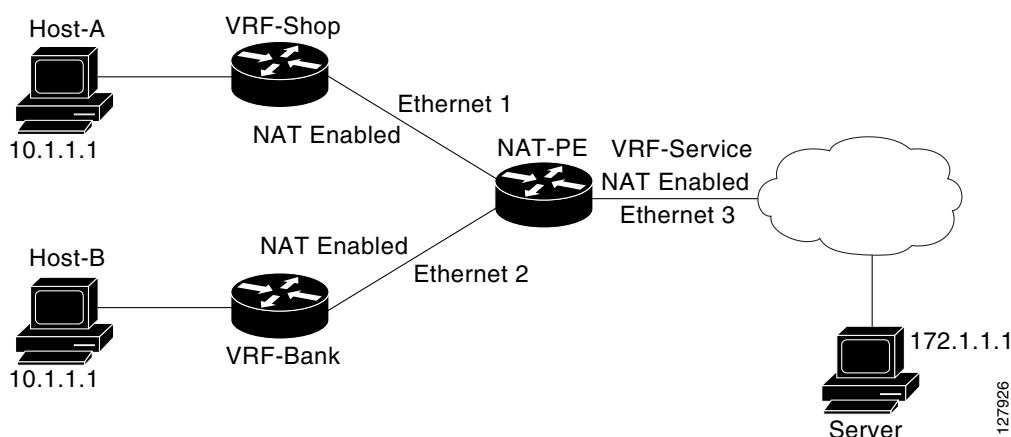 Host-A
VRF-Shop
10.1.1.1
NAT Enabled
Ethernet 1
NAT-PE
VRF-Service
NAT Enabled
Ethernet 3
Host-B
NAT Enabled
Ethernet 2
10.1.1.1
VRF-Bank
172.1.1.1
Server
127926